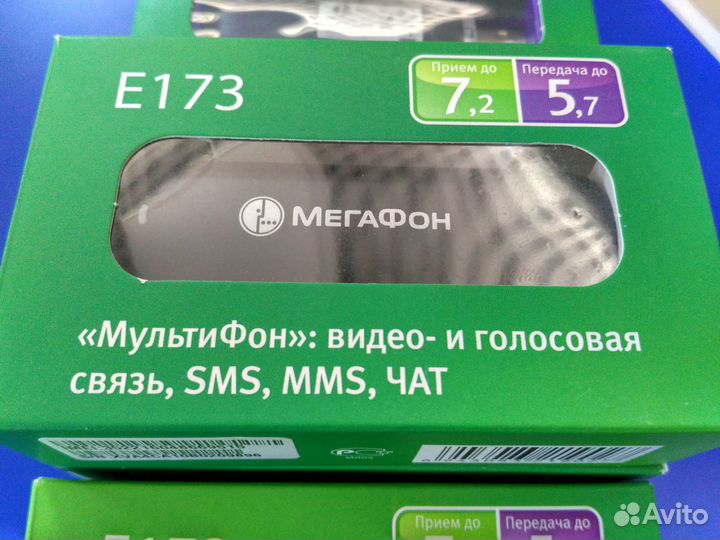 E173
Прием до
7,2
Передача до
5,7
МЕГАФОН
«МультиФон»: видео- и голосовая
связь, SMS, MMS, ЧАТ
Прием до
Передача до
E173
Avito